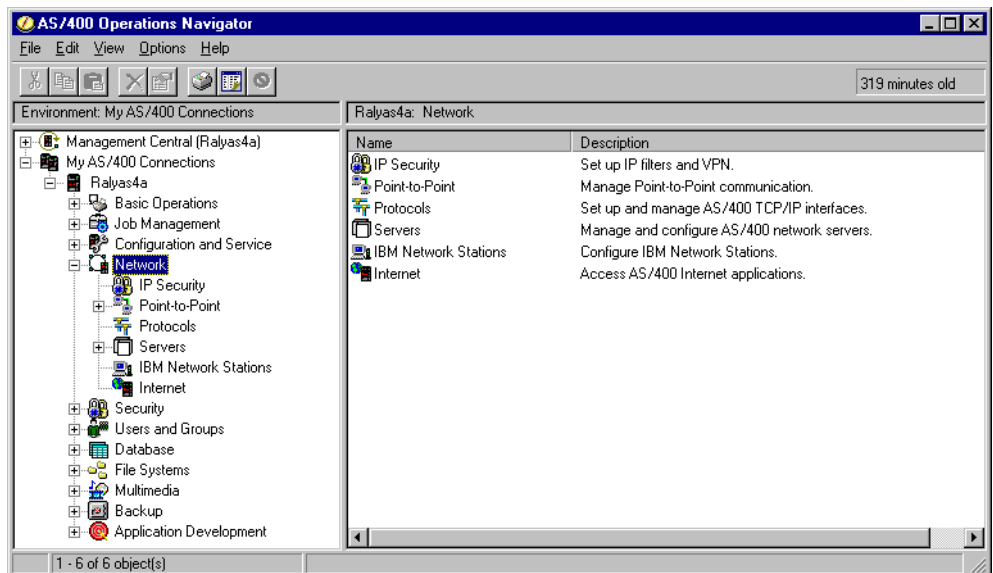 AS/400 Operations Navigator
File Edit View Options Help
319 minutes old
Environment: My AS/400 Connections
Ralyas4a: Network
Management Central (Ralyas4a)
My AS/400 Connections
Ralyas4a
Basic Operations
Job Management
Configuration and Service
Network
IP Security
Point-to-Point
Protocols
Servers
IBM Network Stations
Internet
Security
Users and Groups
Database
File Systems
Multimedia
Backup
Application Development
Name Description
IP Security Set up IP filters and VPN.
Point-to-Point Manage Point-to-Point communication.
Protocols Set up and manage AS/400 TCP/IP interfaces.
Servers Manage and configure AS/400 network servers.
IBM Network Stations Configure IBM Network Stations.
Internet Access AS/400 Internet applications.
1 - 6 of 6 object(s)